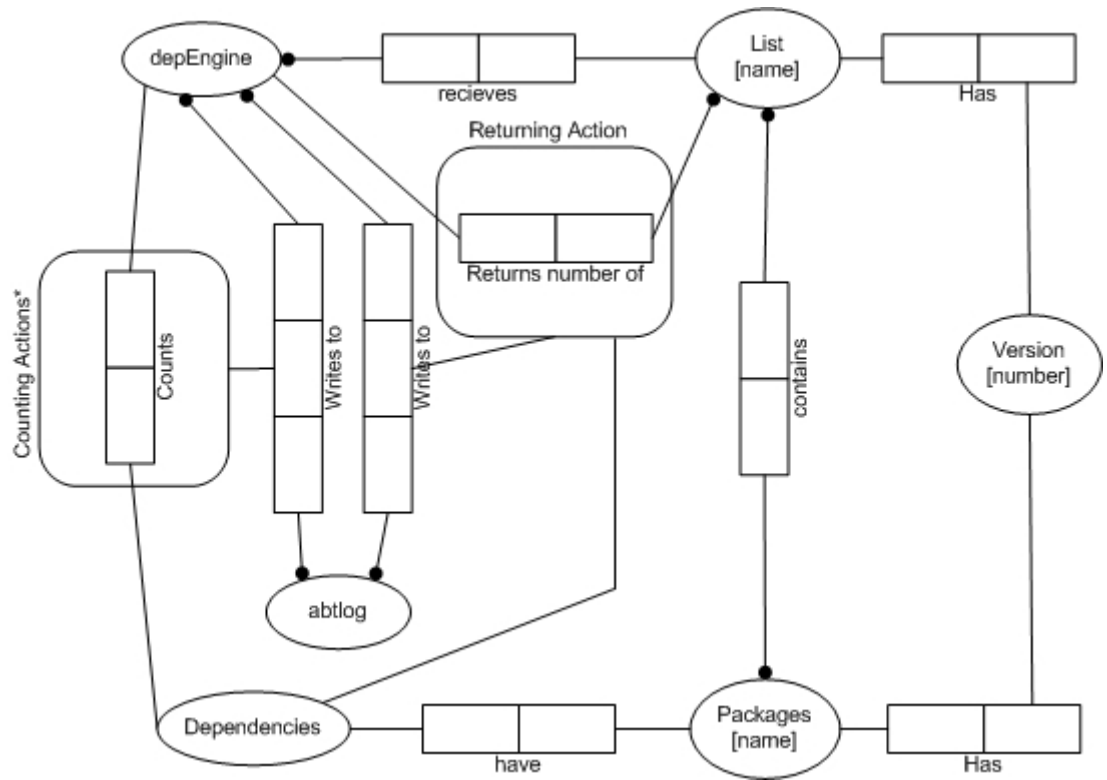 depEngine
List
[name]
recieves
Has
Returning Action
Returns number of
Counting Actions*
Counts
Writes to
Writes to
contains
Version
[number]
abtlog
Dependencies
have
Packages
[name]
Has